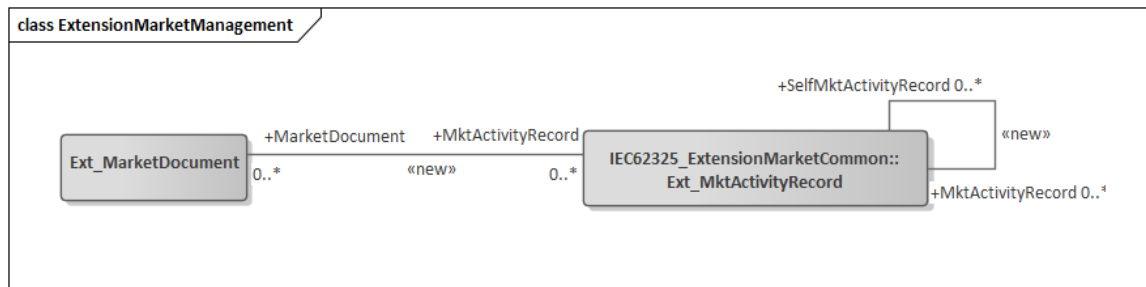 class ExtensionMarketManagement
+SelfMktActivityRecord 0..*
+MarketDocument
+MktActivityRecord
«new»
Ext_MarketDocument
IEC62325_ExtensionMarketCommon::
Ext_MktActivityRecord
0..*
«new»
0..*
+MktActivityRecord 0..*